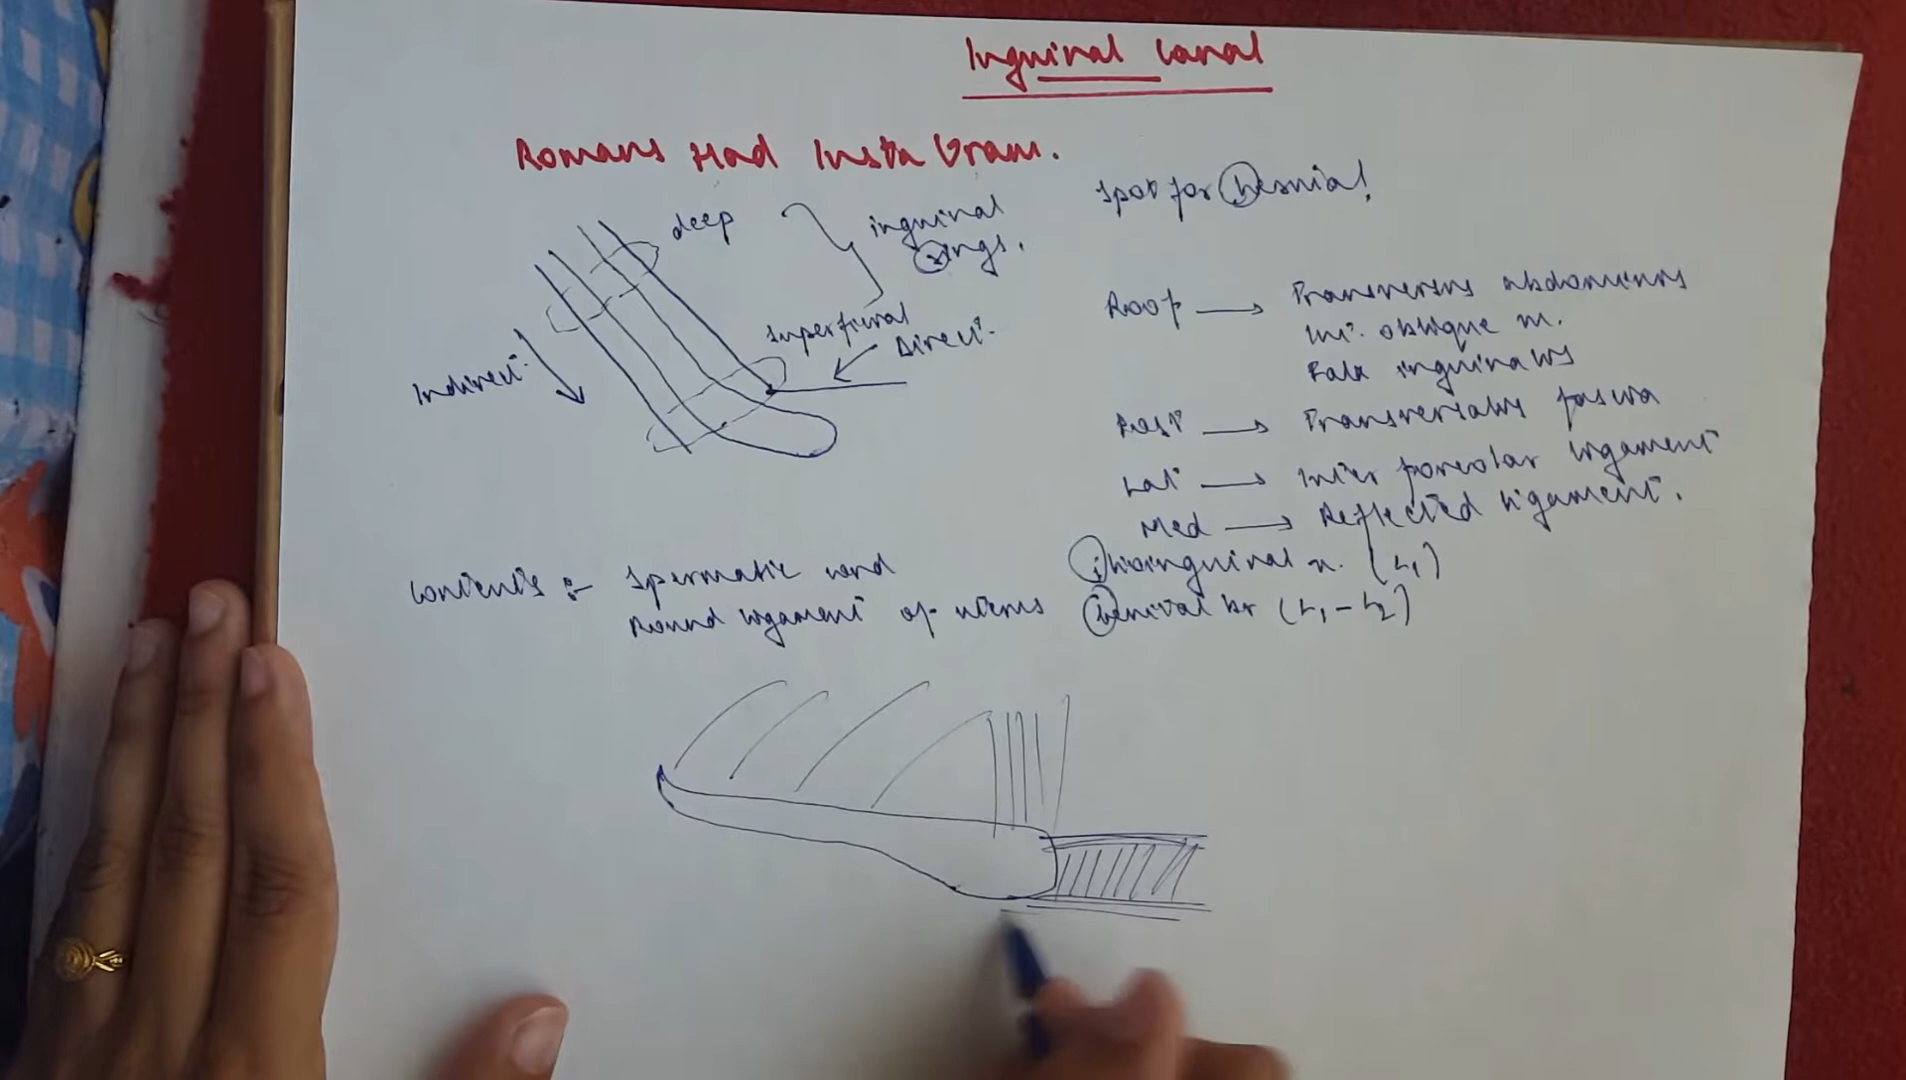 Inguinal Canal
Romans Had Insta Gram.
deep
inguinal
rings.
Spot for hernia!
superficial
Direct.
Indirect.
Roof → Transversus abdominis
int. oblique m.
Falx inguinalis
Post → Transversialis fascia
Lat → Inter foveolar ligament
Med → Reflected ligament.
Contents :- Spermatic cord
Round ligament of uterus
ilioinguinal n. (L1)
Genital br (L1-L2)